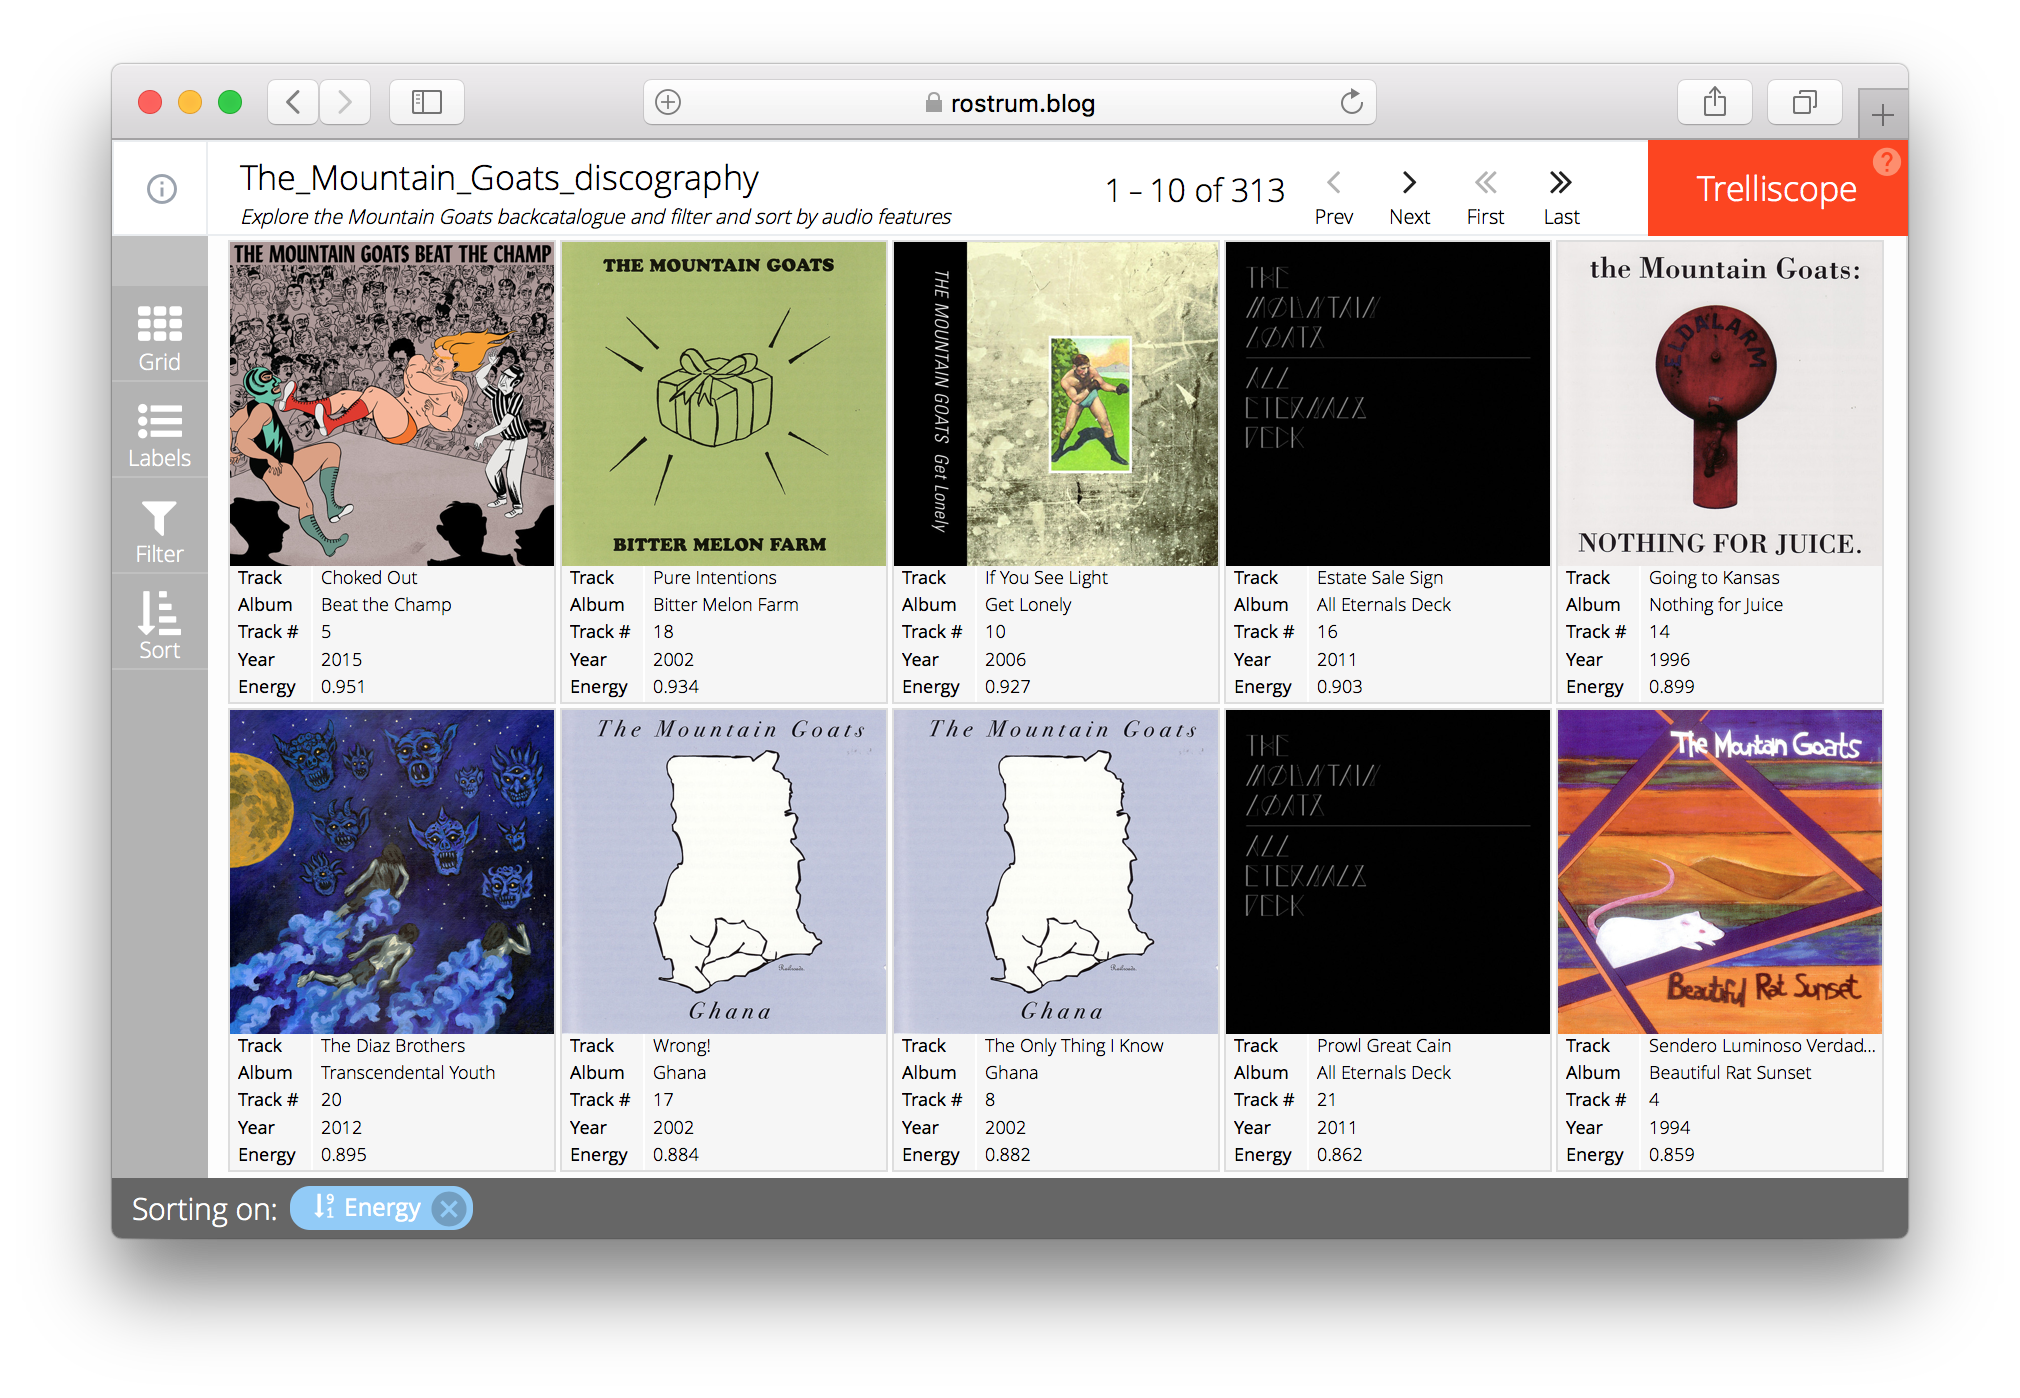 rostrum.blog
The_Mountain_Goats_discography
Explore the Mountain Goats backcatalogue and filter and sort by audio features
1 – 10 of 313
Prev
Next
First
Last
Trelliscope
?
Grid
Labels
Filter
Sort
THE MOUNTAIN GOATS BEAT THE CHAMP
Track Choked Out
Album Beat the Champ
Track # 5
Year 2015
Energy 0.951
THE MOUNTAIN GOATS
BITTER MELON FARM
Track Pure Intentions
Album Bitter Melon Farm
Track # 18
Year 2002
Energy 0.934
THE MOUNTAIN GOATS Get Lonely
Track If You See Light
Album Get Lonely
Track # 10
Year 2006
Energy 0.927
THE
MOUNTAIN
GOATS
ALL
ETERNALS
DECK
Track Estate Sale Sign
Album All Eternals Deck
Track # 16
Year 2011
Energy 0.903
the Mountain Goats:
ELDALARM
NOTHING FOR JUICE.
Track Going to Kansas
Album Nothing for Juice
Track # 14
Year 1996
Energy 0.899
Track The Diaz Brothers
Album Transcendental Youth
Track # 20
Year 2012
Energy 0.895
The Mountain Goats
Railroads.
Ghana
Track Wrong!
Album Ghana
Track # 17
Year 2002
Energy 0.884
The Mountain Goats
Railroads.
Ghana
Track The Only Thing I Know
Album Ghana
Track # 8
Year 2002
Energy 0.882
THE
MOUNTAIN
GOATS
ALL
ETERNALS
DECK
Track Prowl Great Cain
Album All Eternals Deck
Track # 21
Year 2011
Energy 0.862
The Mountain Goats
Beautiful Rat Sunset
Track Sendero Luminoso Verdad...
Album Beautiful Rat Sunset
Track # 4
Year 1994
Energy 0.859
Sorting on: 9 1 Energy